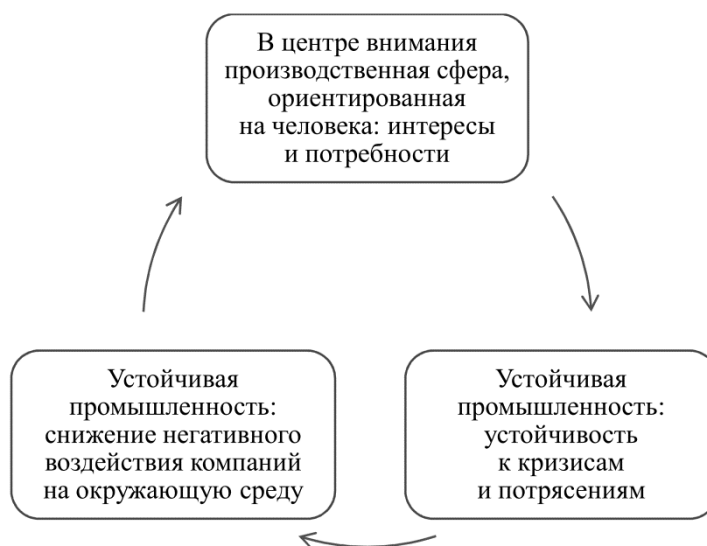 В центре внимания
производственная сфера,
ориентированная
на человека: интересы
и потребности
Устойчивая
промышленность:
снижение негативного
воздействия компаний
на окружающую среду
Устойчивая
промышленность:
устойчивость
к кризисам
и потрясениям